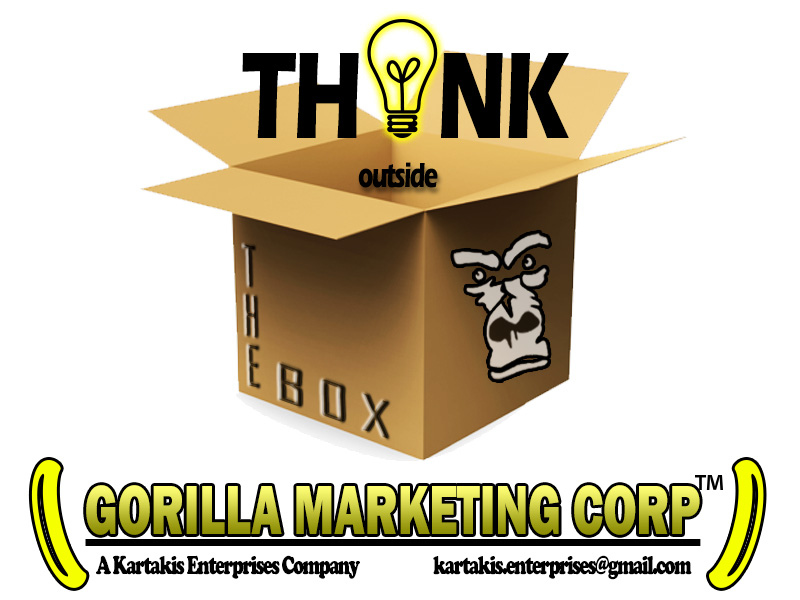 THINK
outside
THE
BOX
GORILLA MARKETING CORP™
A Kartakis Enterprises Company kartakis.enterprises@gmail.com